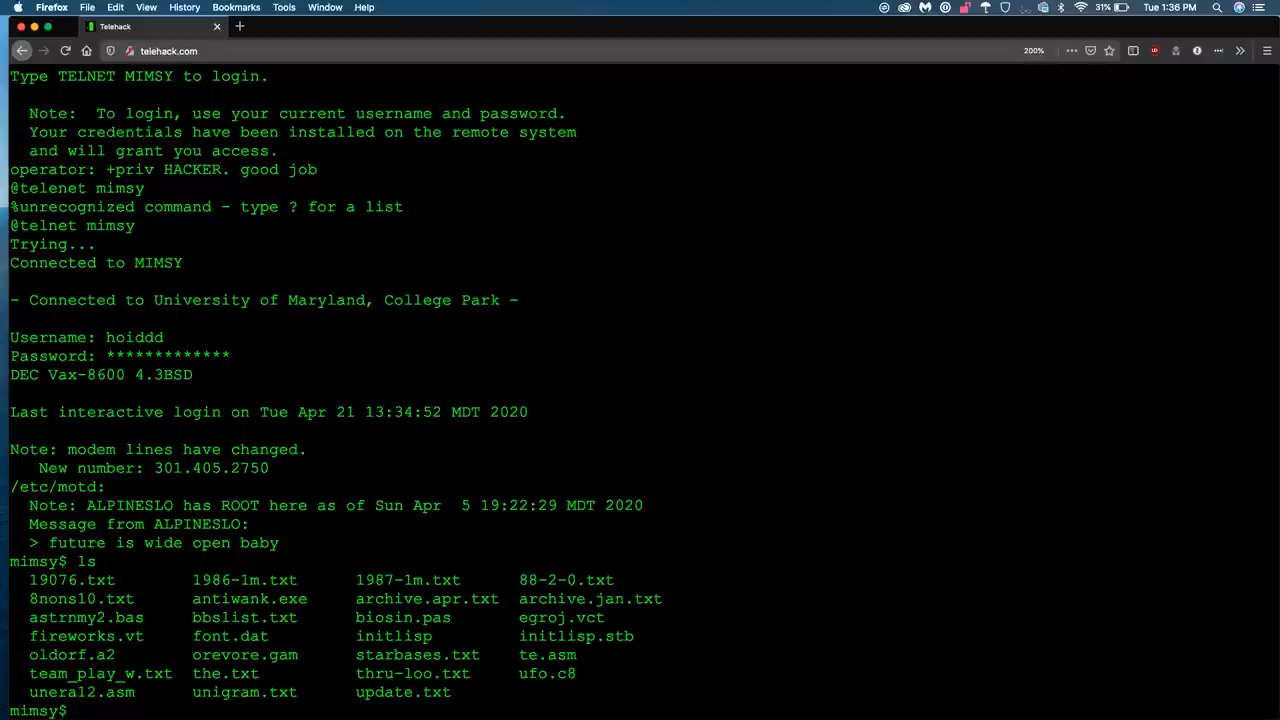 Firefox File Edit View History Bookmarks Tools Window Help 31% Tue 1:36 PM
Telehack
telehack.com 200%
Type TELNET MIMSY to login.
Note: To login, use your current username and password.
Your credentials have been installed on the remote system
and will grant you access.
operator: +priv HACKER. good job
@telenet mimsy
%unrecognized command - type ? for a list
@telnet mimsy
Trying...
Connected to MIMSY
- Connected to University of Maryland, College Park -
Username: hoiddd
Password: *************
DEC Vax-8600 4.3BSD
Last interactive login on Tue Apr 21 13:34:52 MDT 2020
Note: modem lines have changed.
New number: 301.405.2750
/etc/motd:
Note: ALPINESLO has ROOT here as of Sun Apr  5 19:22:29 MDT 2020
Message from ALPINESLO:
> future is wide open baby
mimsy$ ls
19076.txt 1986-1m.txt 1987-1m.txt 88-2-0.txt
8nons10.txt antiwank.exe archive.apr.txt archive.jan.txt
astrnmy2.bas bbslist.txt biosin.pas egroj.vct
fireworks.vt font.dat initlisp initlisp.stb
oldorf.a2 orevore.gam starbases.txt te.asm
team_play_w.txt the.txt thru-loo.txt ufo.c8
unera12.asm unigram.txt update.txt
mimsy$